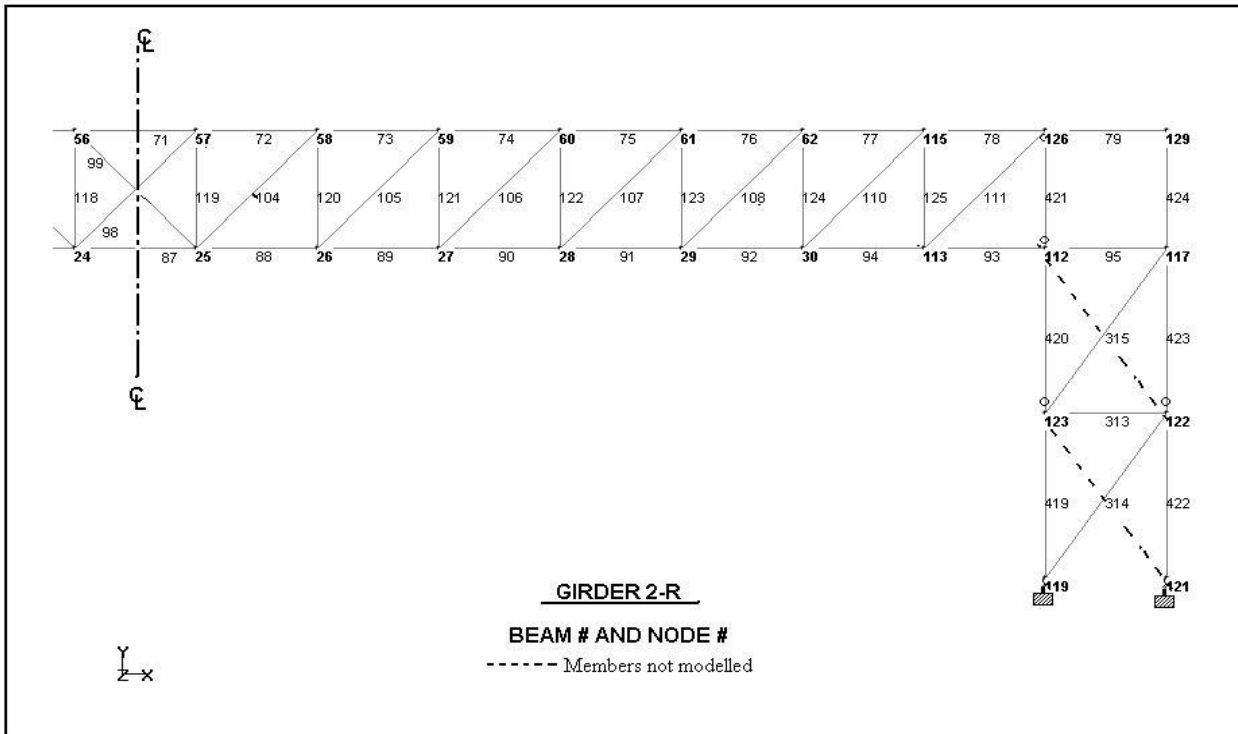 ℄
56 71 57 72 58 73 59 74 60 75 61 76 62 77 115 78 126 79 129
99
118 119 104 120 105 121 106 122 107 123 108 124 110 125 111 421 424
98
24 87 25 88 26 89 27 90 28 91 29 92 30 94 113 93 112 95 117
420 315 423
℄
123 313 122
419 314 422
119 121
GIRDER 2-R
BEAM # AND NODE #
Members not modelled
Y
Z X